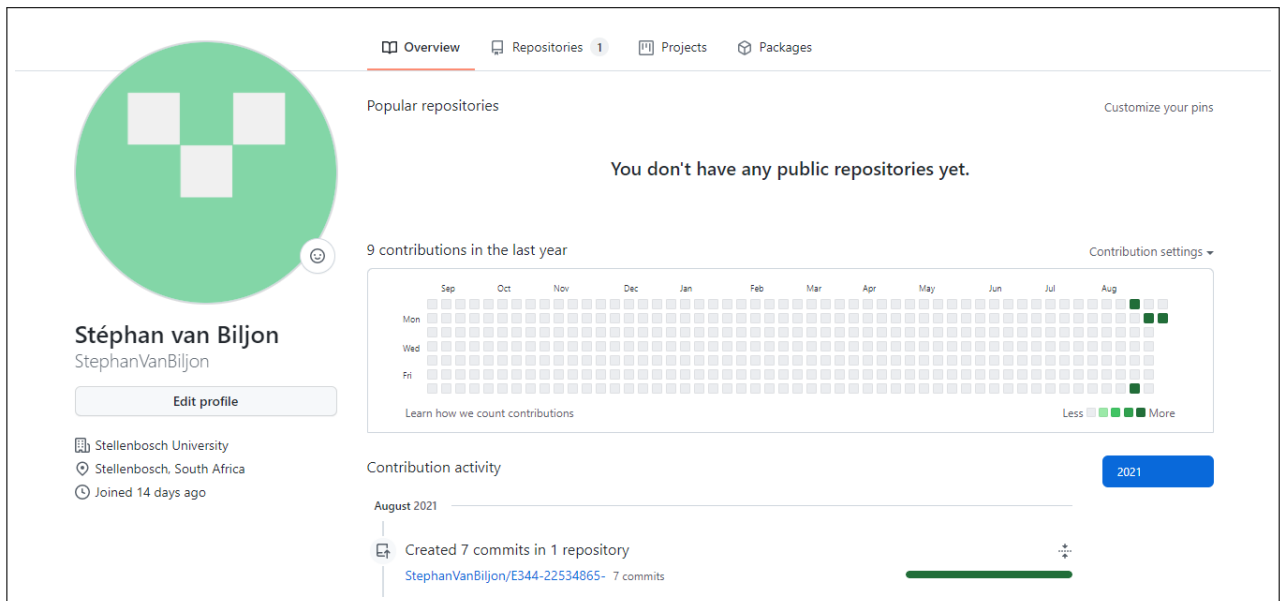 Overview Repositories 1 Projects Packages
Popular repositories Customize your pins
You don't have any public repositories yet.
9 contributions in the last year Contribution settings
Sep Oct Nov Dec Jan Feb Mar Apr May Jun Jul Aug
Mon
Wed
Fri
Learn how we count contributions Less More
Stéphan van Biljon
StephanVanBiljon
Edit profile
Stellenbosch University
Stellenbosch, South Africa
Joined 14 days ago
Contribution activity 2021
August 2021
Created 7 commits in 1 repository
StephanVanBiljon/E344-22534865- 7 commits